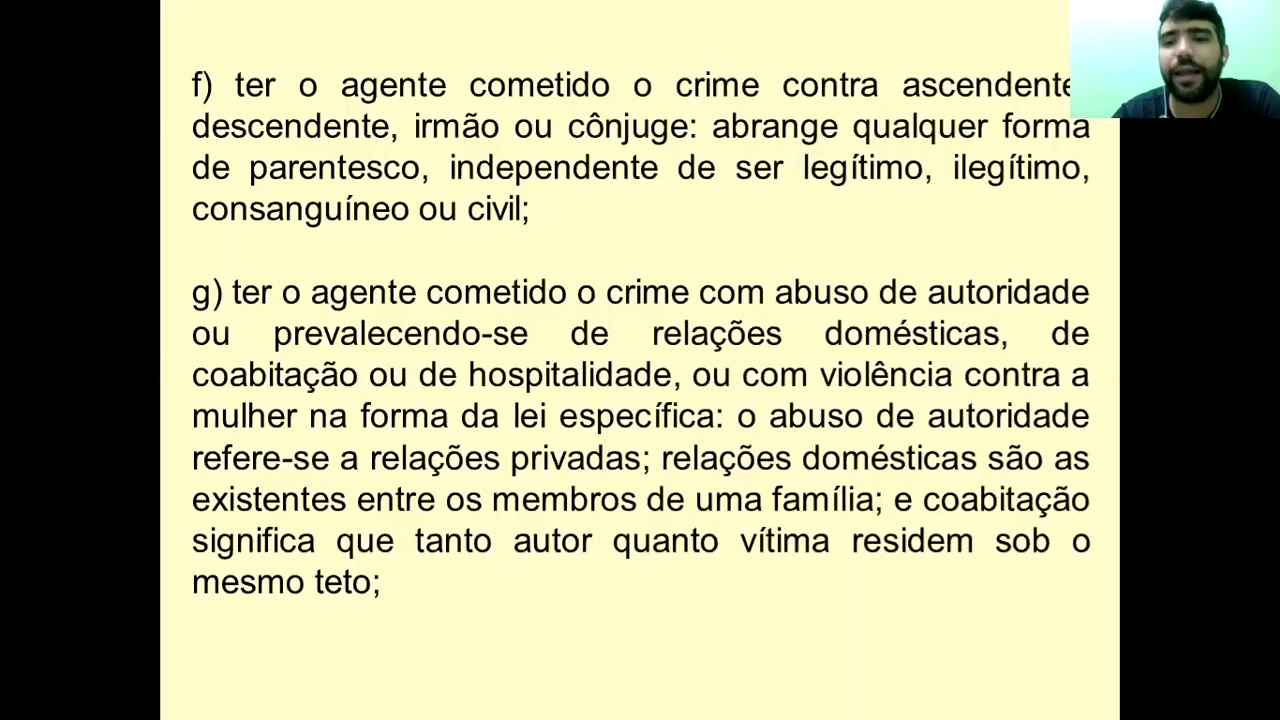 f) ter o agente cometido o crime contra ascendente
descendente, irmão ou cônjuge: abrange qualquer forma
de parentesco, independente de ser legítimo, ilegítimo,
consanguíneo ou civil;
g) ter o agente cometido o crime com abuso de autoridade
ou prevalecendo-se de relações domésticas, de
coabitação ou de hospitalidade, ou com violência contra a
mulher na forma da lei específica: o abuso de autoridade
refere-se a relações privadas; relações domésticas são as
existentes entre os membros de uma família; e coabitação
significa que tanto autor quanto vítima residem sob o
mesmo teto;